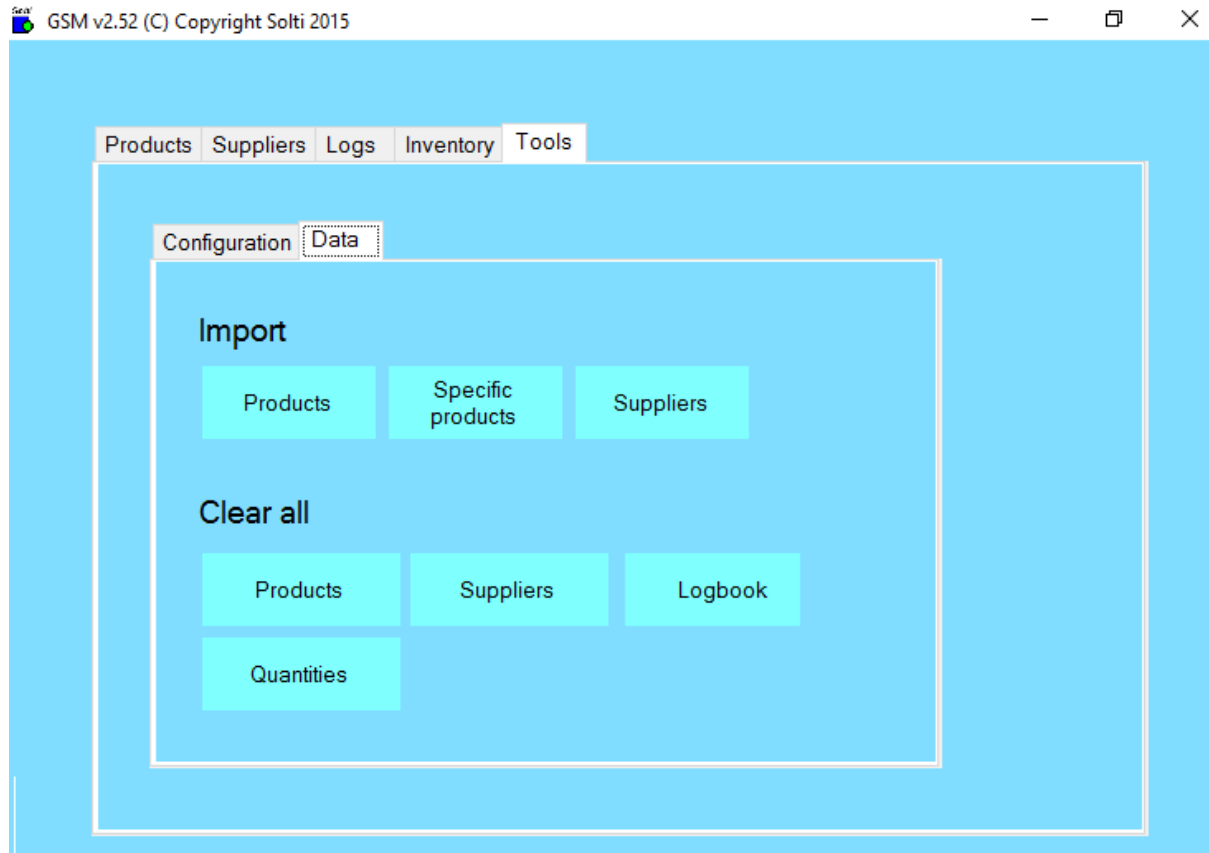 GSM v2.52 (C) Copyright Solti 2015
Products Suppliers Logs Inventory Tools
Configuration Data
Import
Products
Specific
products
Suppliers
Clear all
Products Suppliers Logbook
Quantities